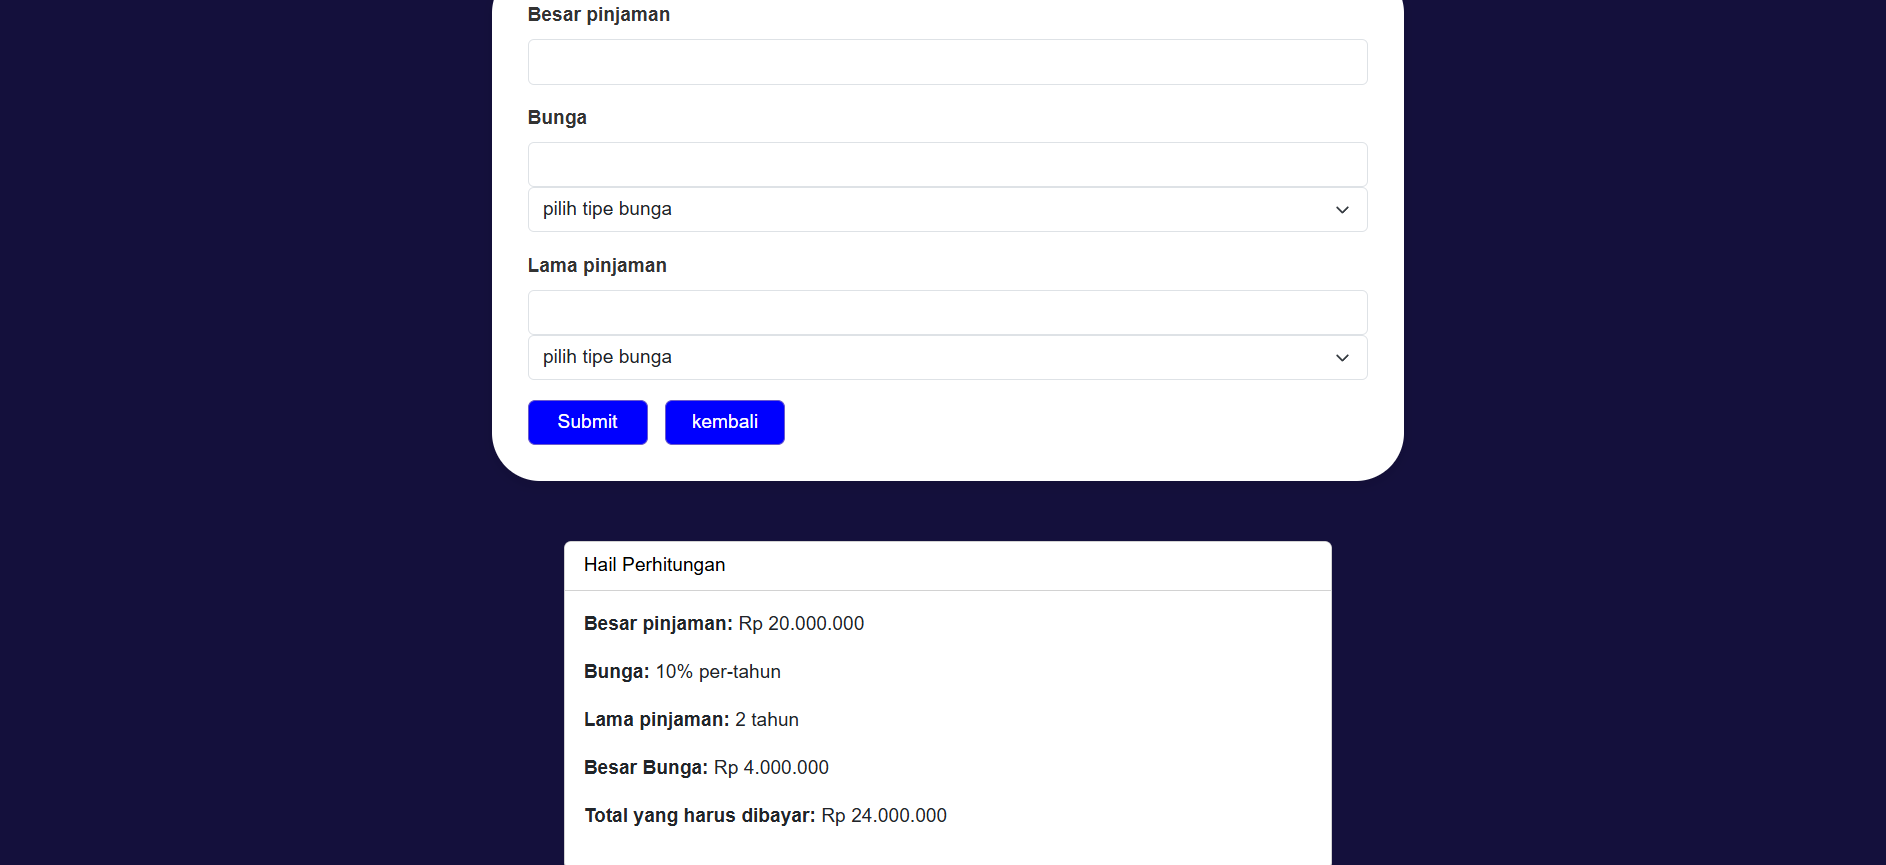 Besar pinjaman
Bunga
pilih tipe bunga
Lama pinjaman
pilih tipe bunga
Submit kembali
Hail Perhitungan
Besar pinjaman: Rp 20.000.000
Bunga: 10% per-tahun
Lama pinjaman: 2 tahun
Besar Bunga: Rp 4.000.000
Total yang harus dibayar: Rp 24.000.000